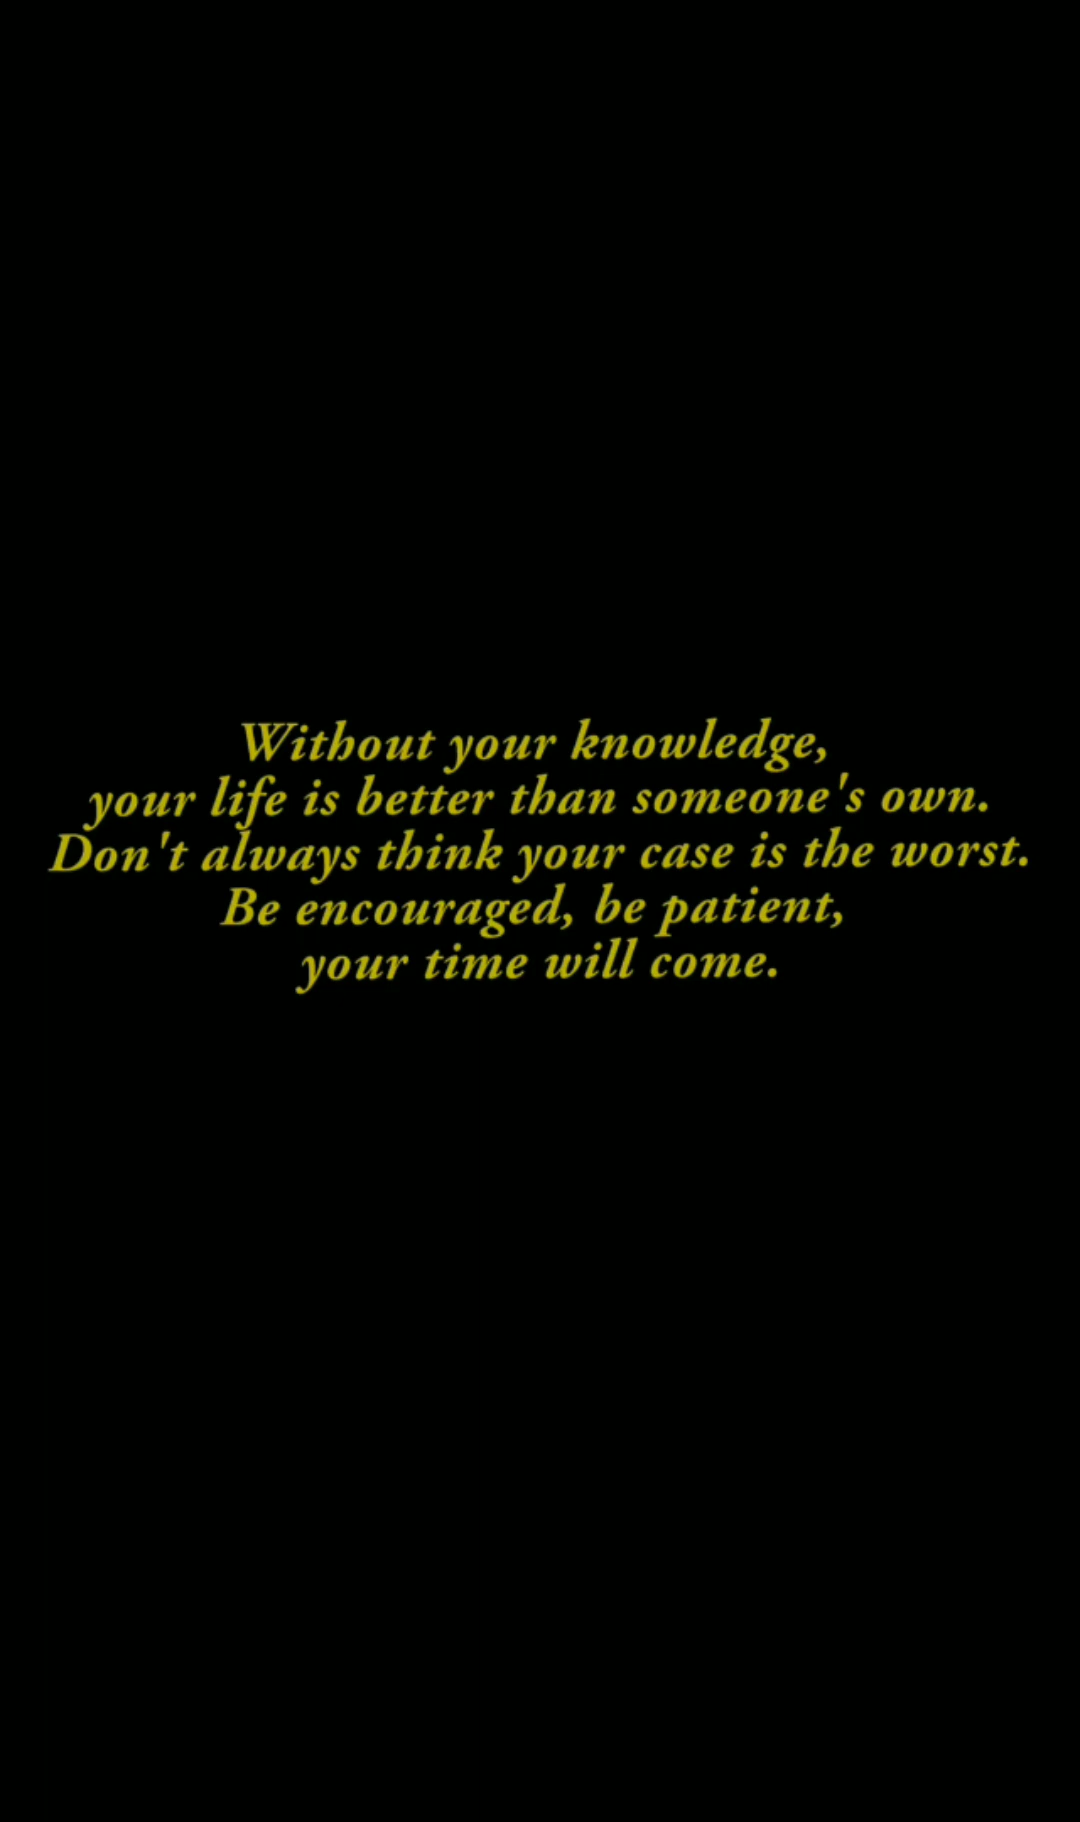 Without your knowledge,
your life is better than someone's own.
Don't always think your case is the worst.
Be encouraged, be patient,
your time will come.